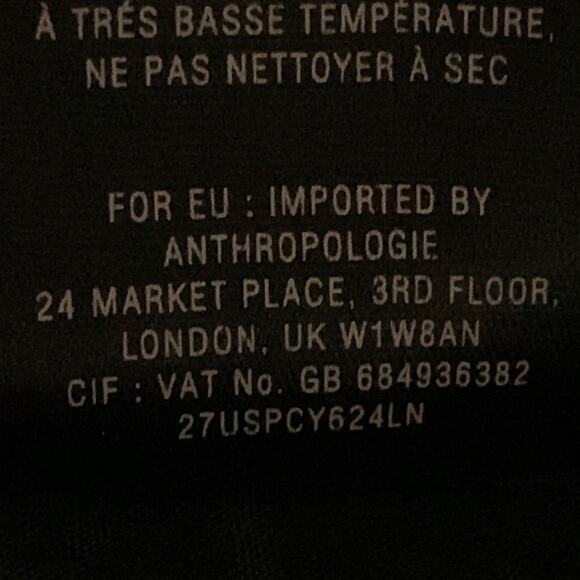 À TRÉS BASSE TEMPÉRATURE,
NE PAS NETTOYER À SEC
FOR EU : IMPORTED BY
ANTHROPOLOGIE
24 MARKET PLACE, 3RD FLOOR,
LONDON, UK W1W8AN
CIF : VAT No. GB 684936382
27USPCY624LN